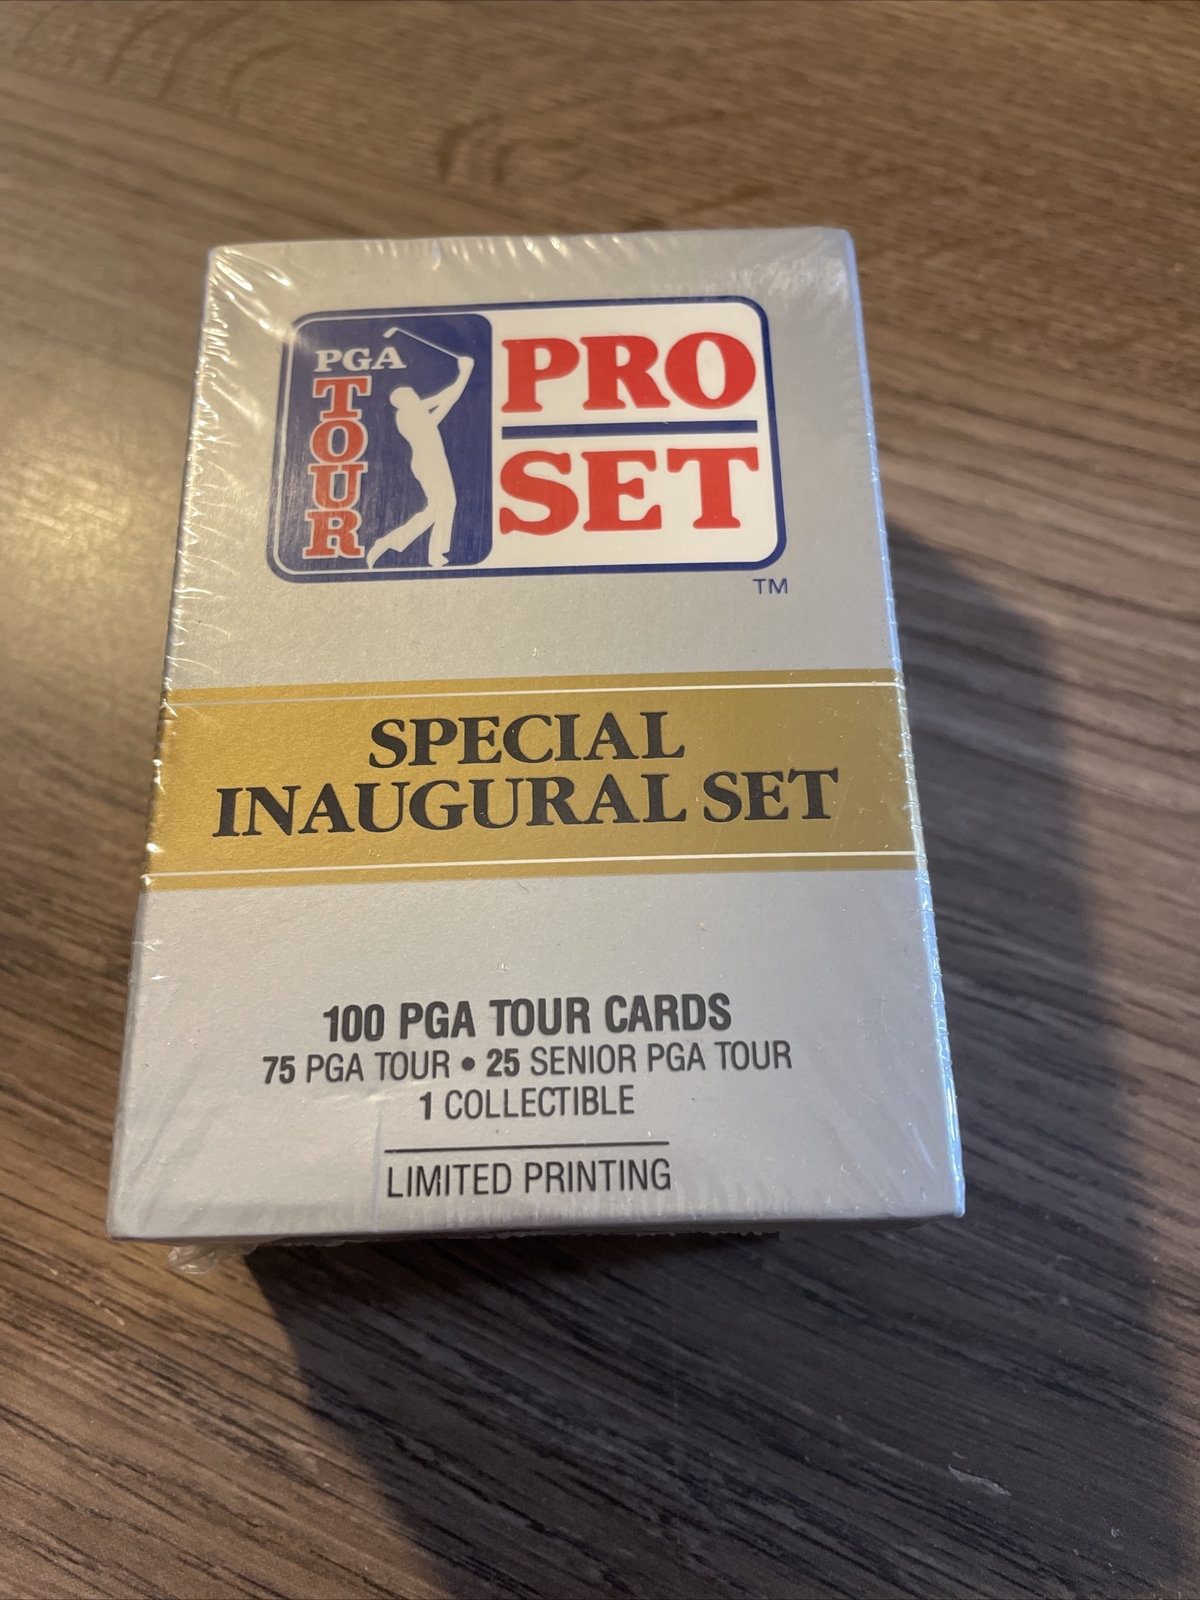 PGA
TOUR
PRO
SET
TM
SPECIAL
INAUGURAL SET
100 PGA TOUR CARDS
75 PGA TOUR • 25 SENIOR PGA TOUR
1 COLLECTIBLE
LIMITED PRINTING